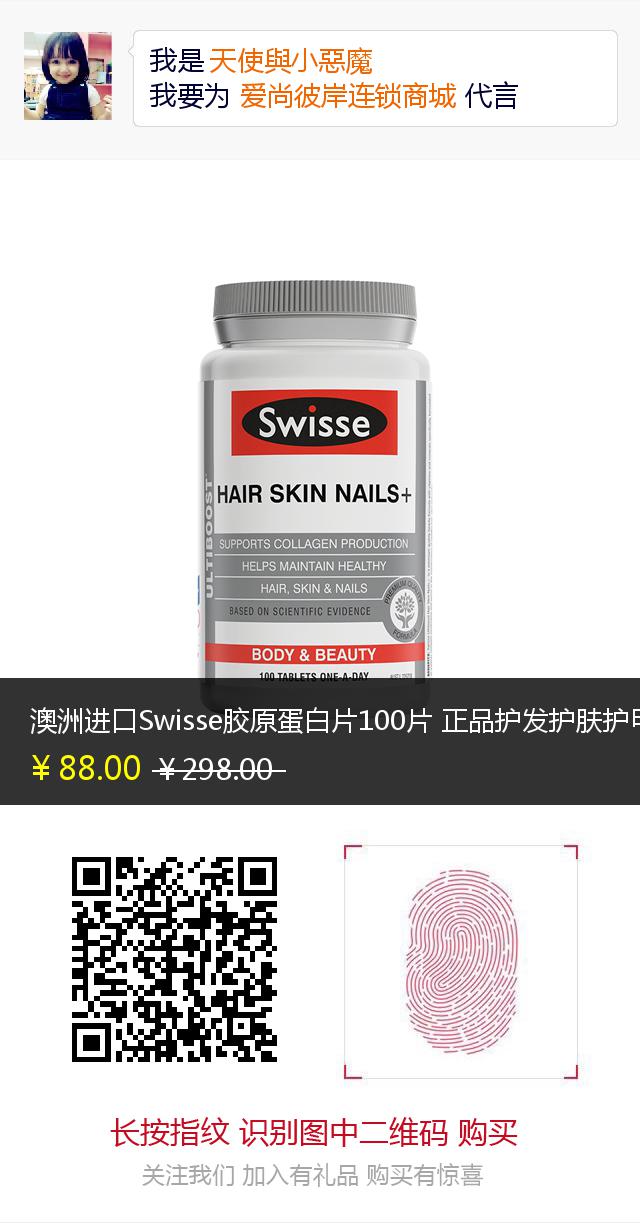 我是天使與小惡魔
我要为 爱尚彼岸连锁商城 代言
Swisse
ULTIBOOST
HAIR SKIN NAILS+
SUPPORTS COLLAGEN PRODUCTION
HELPS MAINTAIN HEALTHY
HAIR, SKIN & NAILS
BASED ON SCIENTIFIC EVIDENCE
PREMIUM QUALITY
FORMULA
BODY & BEAUTY
100 TABLETS ONE-A-DAY
澳洲进口Swisse胶原蛋白片100片 正品护发护肤护
¥ 88.00 ¥ 298.00
长按指纹 识别图中二维码 购买
关注我们 加入有礼品 购买有惊喜